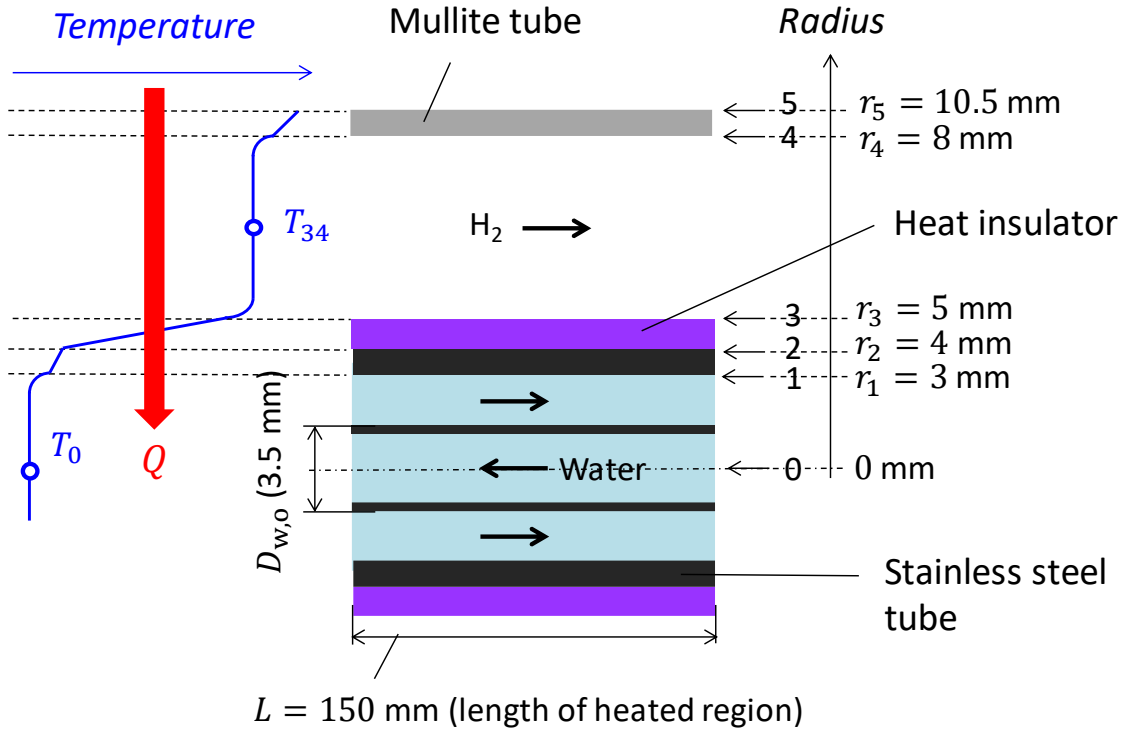 Temperature
Mullite tube
Radius
5
r₅ = 10.5 mm
4
r₄ = 8 mm
T₃₄
H₂
Heat insulator
3
r₃ = 5 mm
2
r₂ = 4 mm
1
r₁ = 3 mm
T₀
Q
D_w,o (3.5 mm)
Water
0
0 mm
Stainless steel
tube
L = 150 mm (length of heated region)